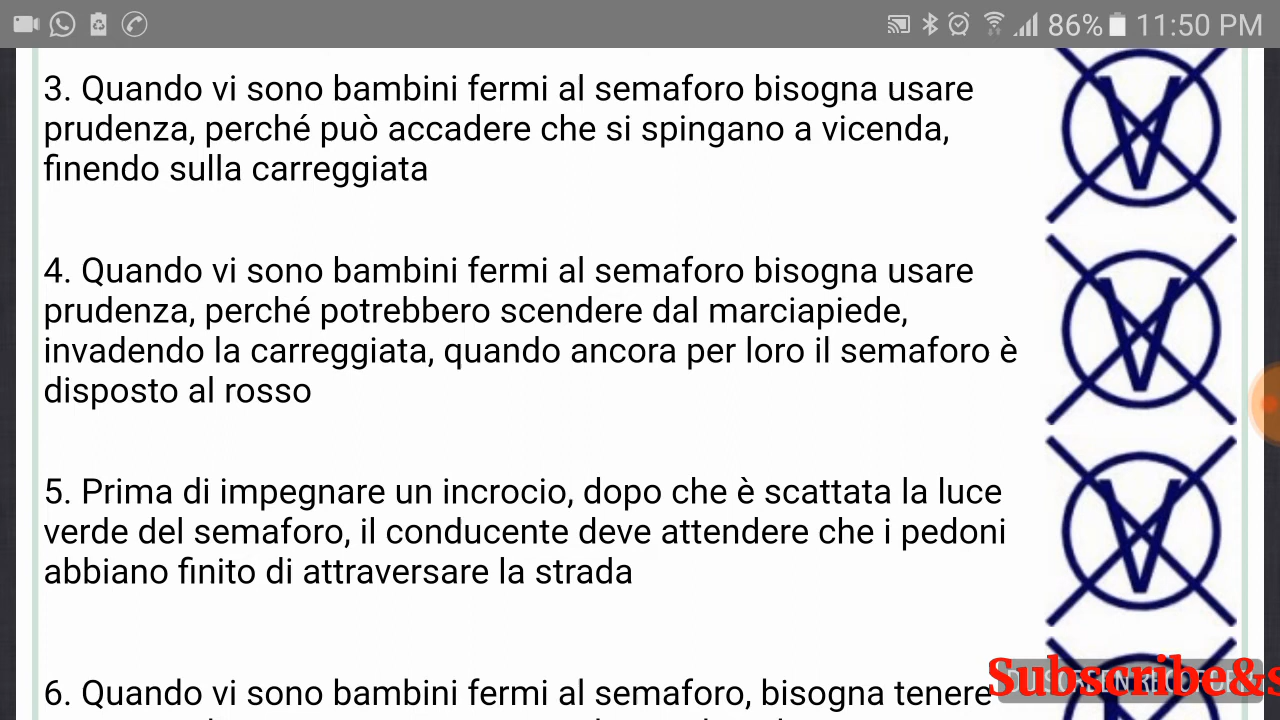 86% 11:50 PM
3. Quando vi sono bambini fermi al semaforo bisogna usare
prudenza, perché può accadere che si spingano a vicenda,
finendo sulla carreggiata
V
4. Quando vi sono bambini fermi al semaforo bisogna usare
prudenza, perché potrebbero scendere dal marciapiede,
invadendo la carreggiata, quando ancora per loro il semaforo è
disposto al rosso
V
5. Prima di impegnare un incrocio, dopo che è scattata la luce
verde del semaforo, il conducente deve attendere che i pedoni
abbiano finito di attraversare la strada
V
6. Quando vi sono bambini fermi al semaforo, bisogna tenere
Subscribe&s